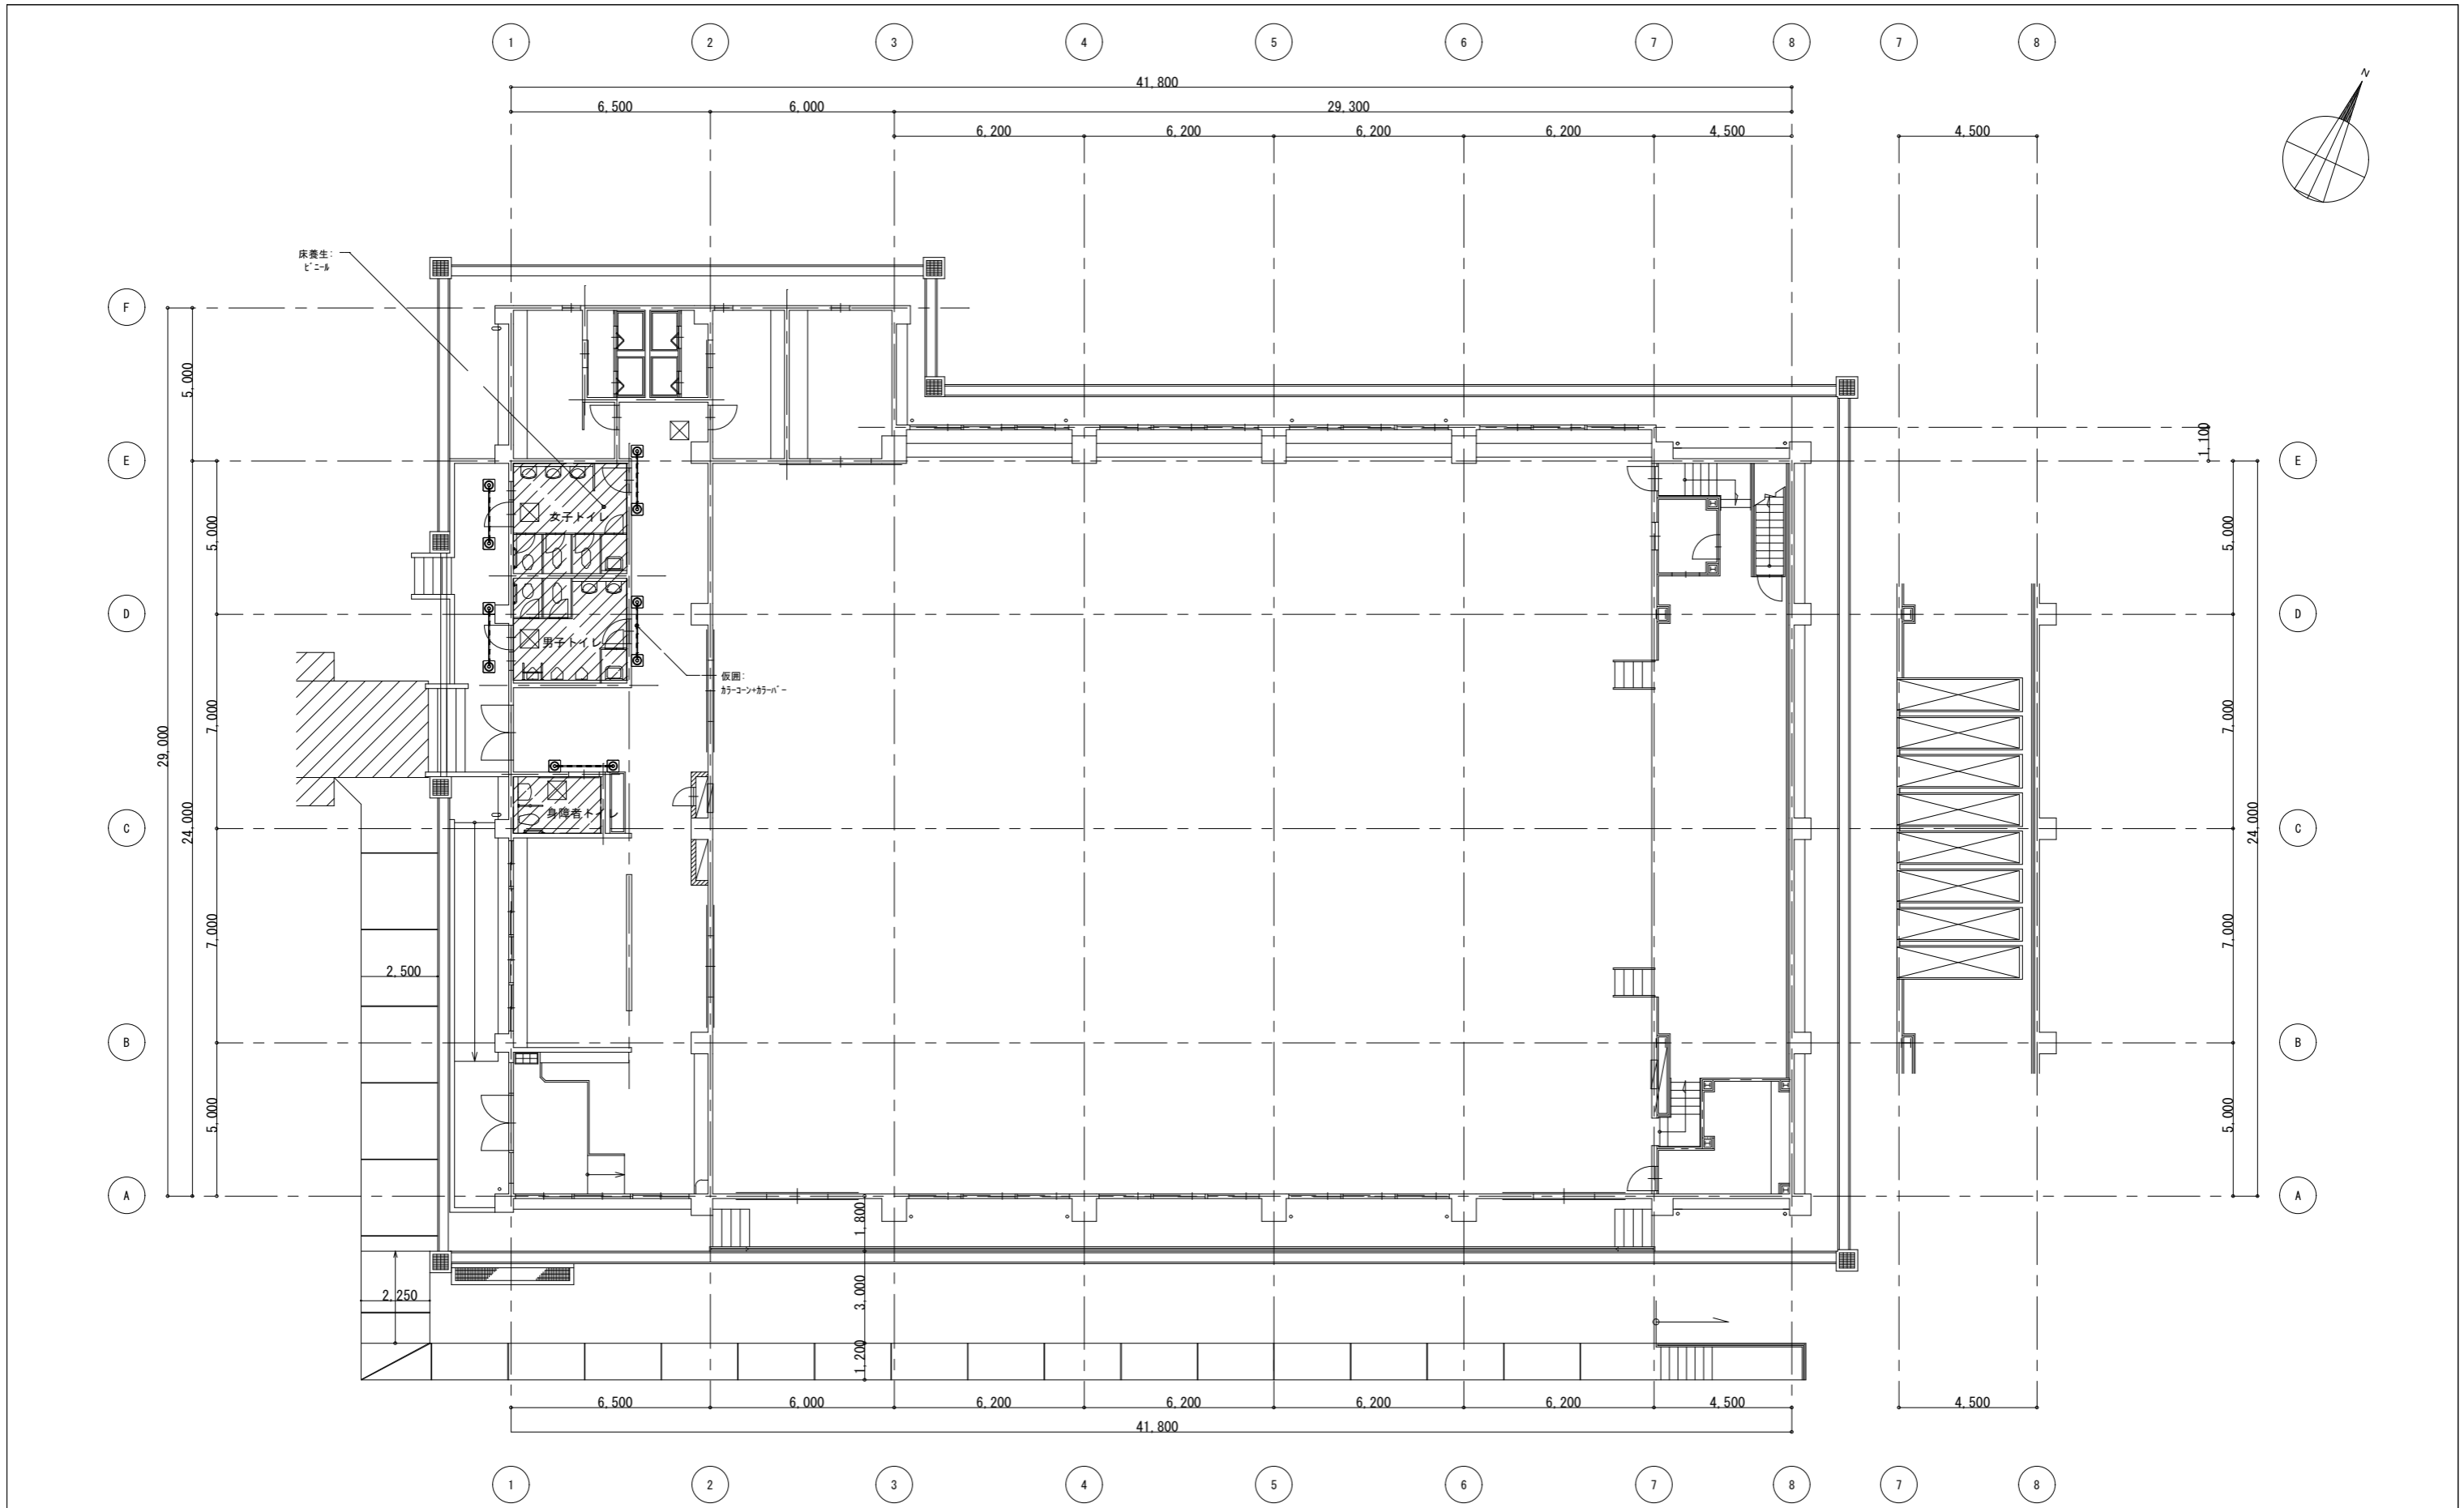 1 2 3 4 5 6 7 8 7 8
N
41,800
6,500 6,000 29,300
6,200 6,200 6,200 6,200 4,500 4,500
床養生:
ビニール
F
E
D
C
B
A
5,000
5,000
7,000
7,000
5,000
24,000
29,000
女子トイレ
男子トイレ
仮囲:
カラーコーン+カラーバー
身障者トイレ
2,500
2,250
1,800
3,000
1,200
1,100
5,000
7,000
7,000
5,000
24,000
E
D
C
B
A
6,500 6,000 6,200 6,200 6,200 6,200 4,500 4,500
41,800
1 2 3 4 5 6 7 8 7 8